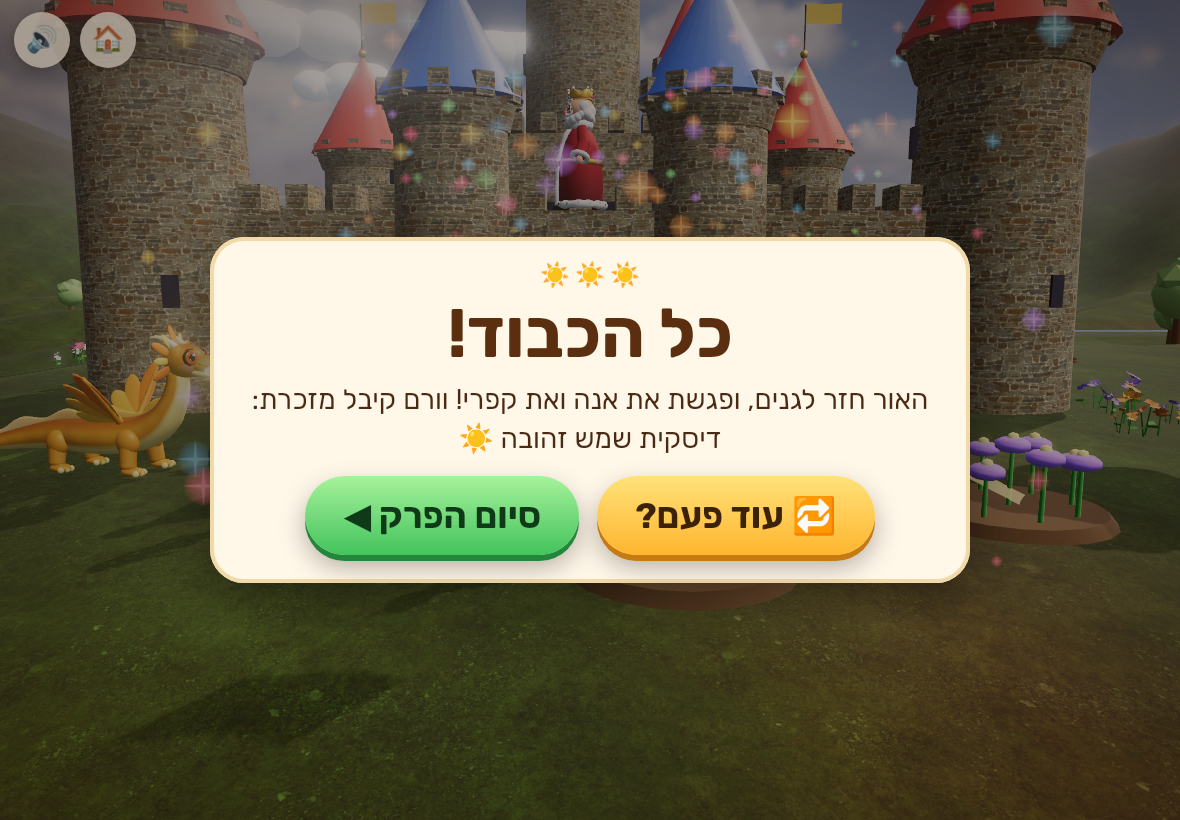 כל הכבוד!
האור חזר לגנים, ופגשת את אנה ואת קפרי! וורם קיבל מזכרת:
דיסקית שמש זהובה ☀️
🔁 עוד פעם?
סיום הפרק ◀